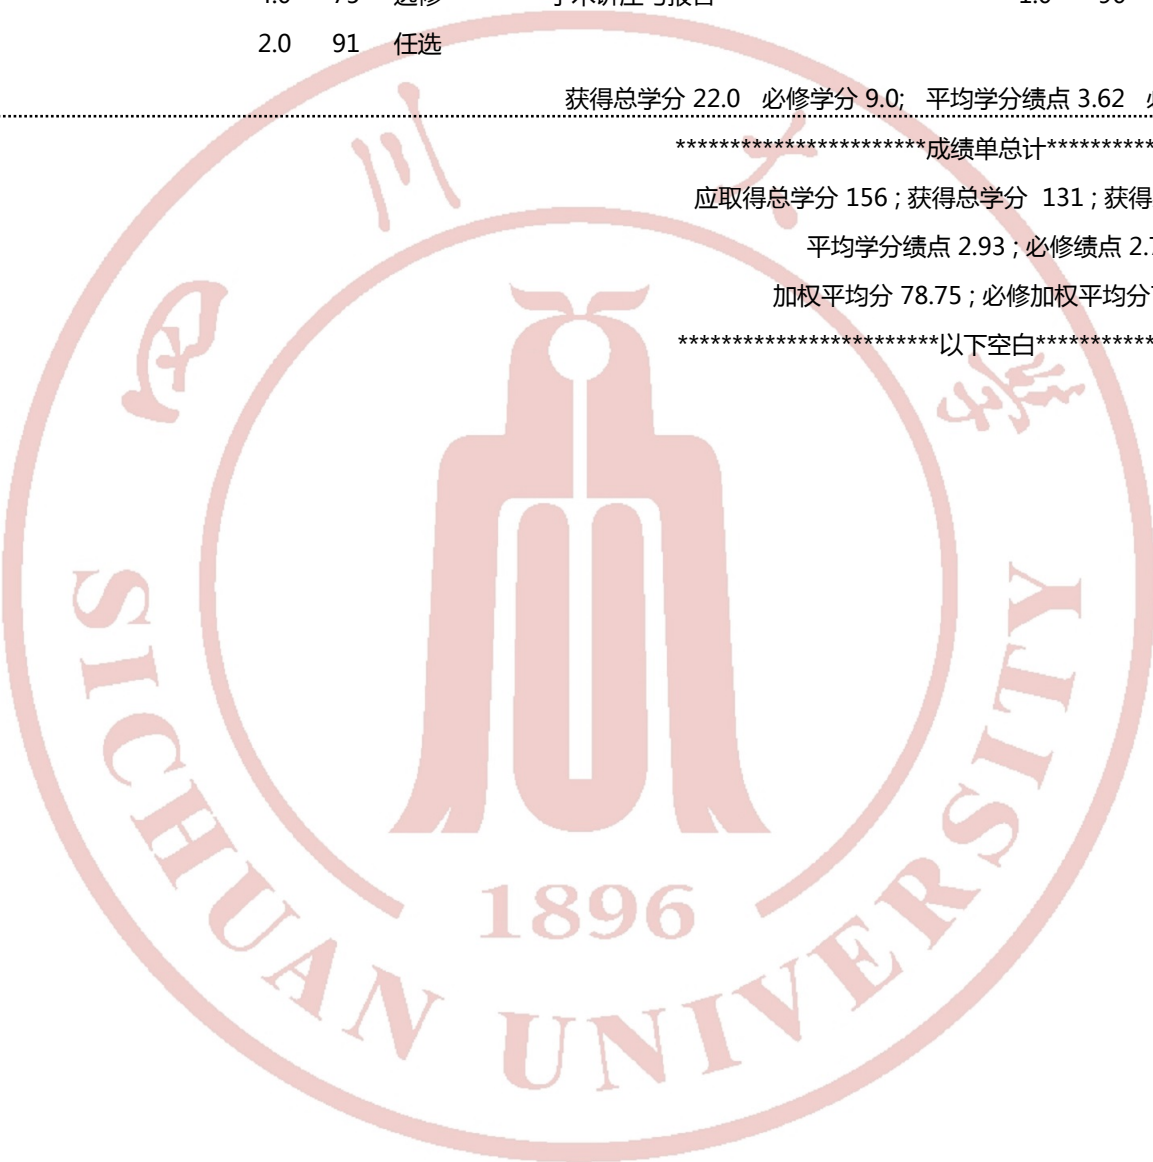 2.0 91 任选
获得总学分 22.0 必修学分 9.0; 平均学分绩点 3.62
***********************成绩单总计**********
应取得总学分 156 ; 获得总学分 131 ; 获得
平均学分绩点 2.93 ; 必修绩点 2.
加权平均分 78.75 ; 必修加权平均分
************************以下空白***********
四川大学
1896
SICHUAN UNIVERSITY